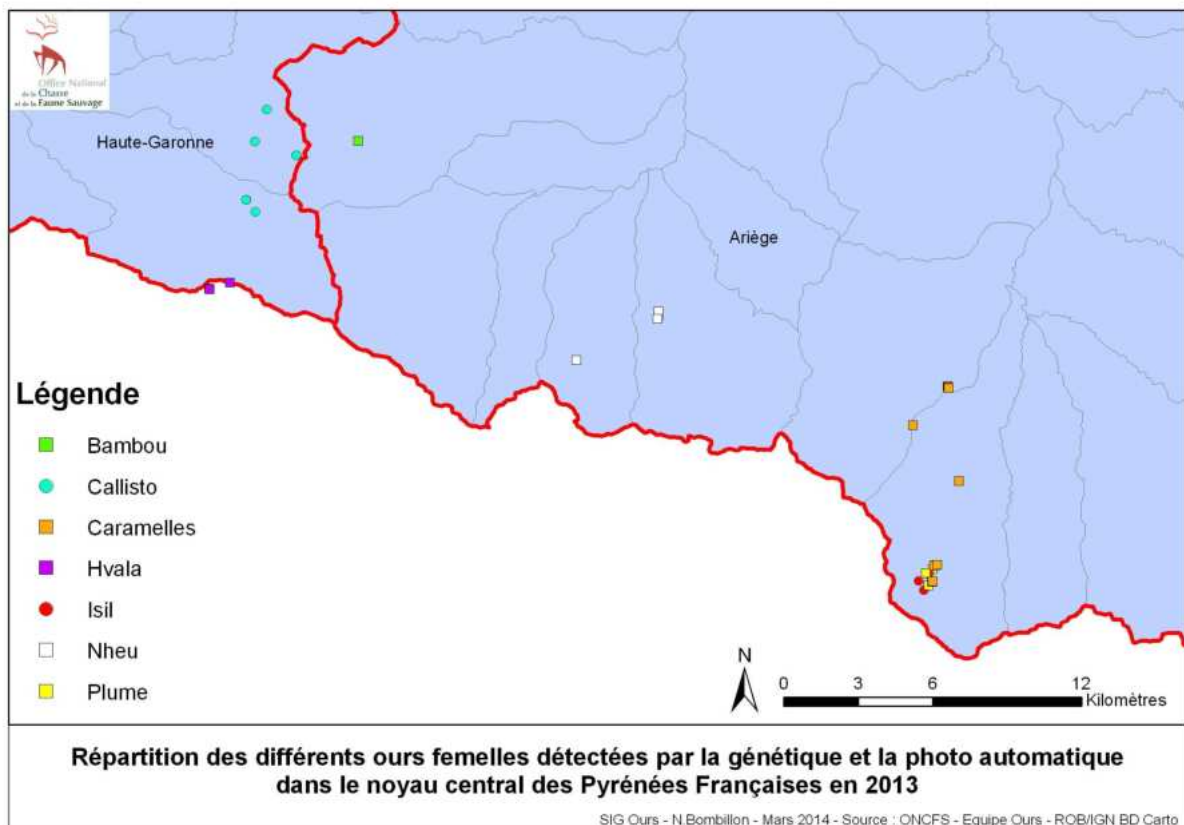 Office National
de la Chasse
et de la Faune Sauvage
Haute-Garonne
Ariège
Légende
Bambou
Callisto
Caramelles
Hvala
Isil
Nheu
Plume
N
0 3 6 12
Kilomètres
Répartition des différents ours femelles détectées par la génétique et la photo automatique
dans le noyau central des Pyrénées Françaises en 2013
SIG Ours - N.Bombillon - Mars 2014 - Source : ONCFS - Equipe Ours - ROB/IGN BD Carto